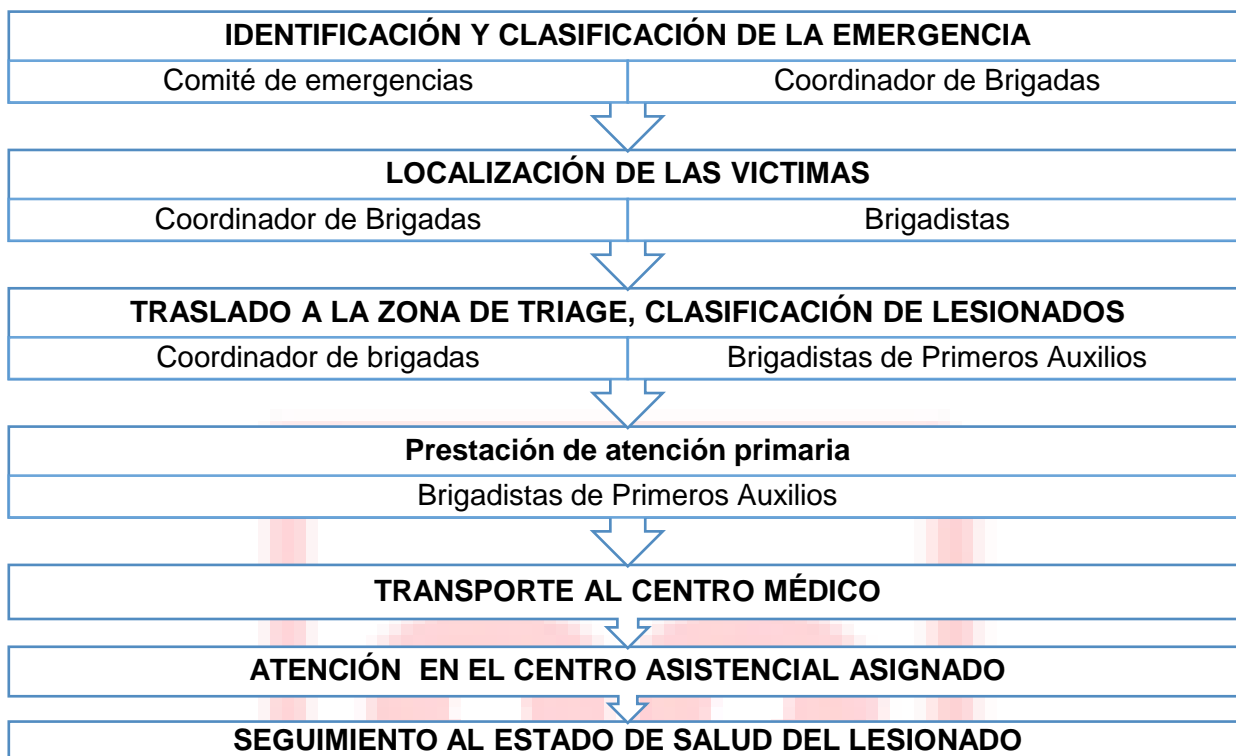 IDENTIFICACIÓN Y CLASIFICACIÓN DE LA EMERGENCIA
Comité de emergencias
Coordinador de Brigadas
LOCALIZACIÓN DE LAS VICTIMAS
Coordinador de Brigadas
Brigadistas
TRASLADO A LA ZONA DE TRIAGE, CLASIFICACIÓN DE LESIONADOS
Coordinador de brigadas
Brigadistas de Primeros Auxilios
Prestación de atención primaria
Brigadistas de Primeros Auxilios
TRANSPORTE AL CENTRO MÉDICO
ATENCIÓN EN EL CENTRO ASISTENCIAL ASIGNADO
SEGUIMIENTO AL ESTADO DE SALUD DEL LESIONADO